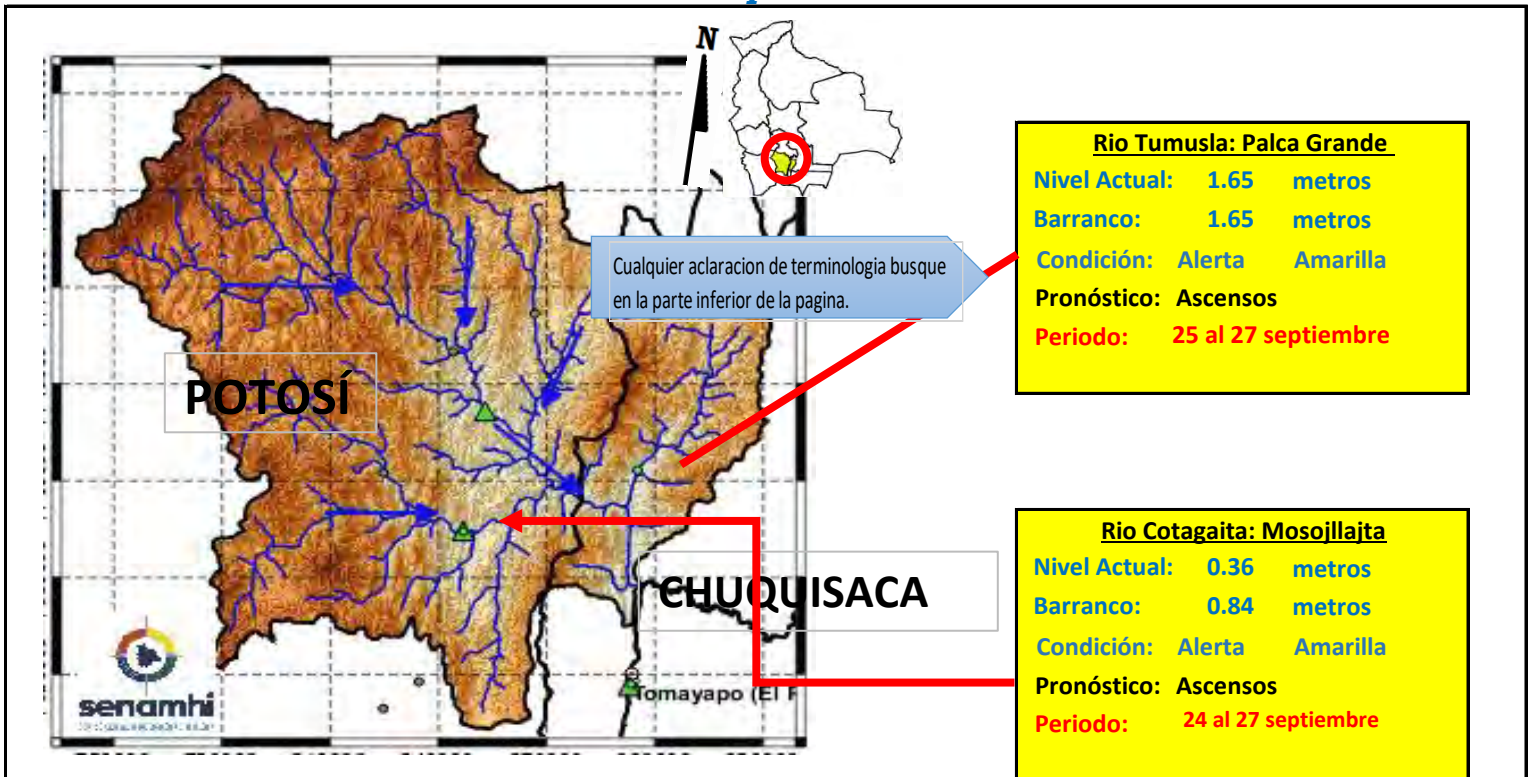 N
Cualquier aclaracion de terminologia busque
en la parte inferior de la pagina.
POTOSÍ
CHUQUISACA
senamhi
Tomayapo (El
Rio Tumusla: Palca Grande
Nivel Actual: 1.65 metros
Barranco: 1.65 metros
Condición: Alerta Amarilla
Pronóstico: Ascensos
Periodo: 25 al 27 septiembre
Rio Cotagaita: Mosojllajta
Nivel Actual: 0.36 metros
Barranco: 0.84 metros
Condición: Alerta Amarilla
Pronóstico: Ascensos
Periodo: 24 al 27 septiembre